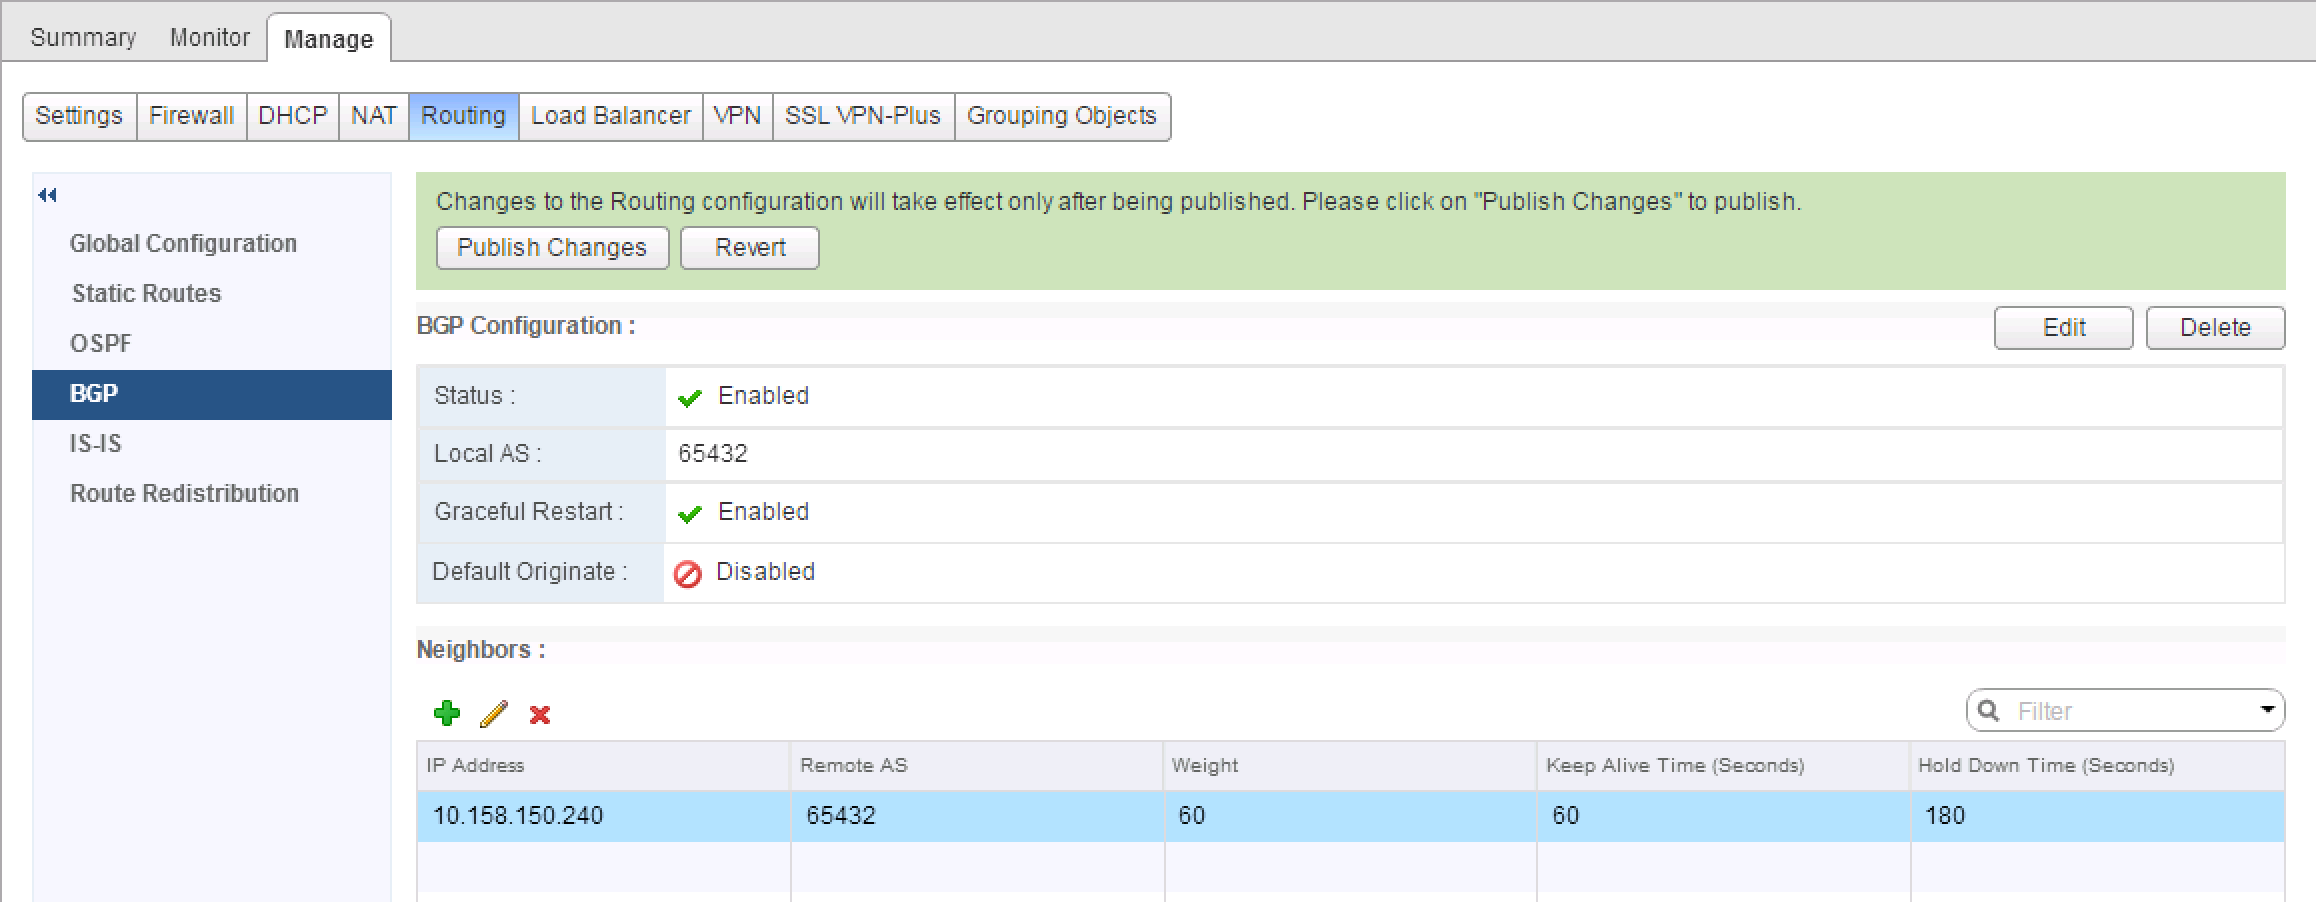 Summary Monitor Manage
Settings Firewall DHCP NAT Routing Load Balancer VPN SSL VPN-Plus Grouping Objects
Global Configuration
Static Routes
OSPF
BGP
IS-IS
Route Redistribution
Changes to the Routing configuration will take effect only after being published. Please click on "Publish Changes" to publish.
Publish Changes Revert
BGP Configuration : Edit Delete
Status : Enabled
Local AS : 65432
Graceful Restart : Enabled
Default Originate : Disabled
Neighbors :
Filter
IP Address Remote AS Weight Keep Alive Time (Seconds) Hold Down Time (Seconds)
10.158.150.240 65432 60 60 180